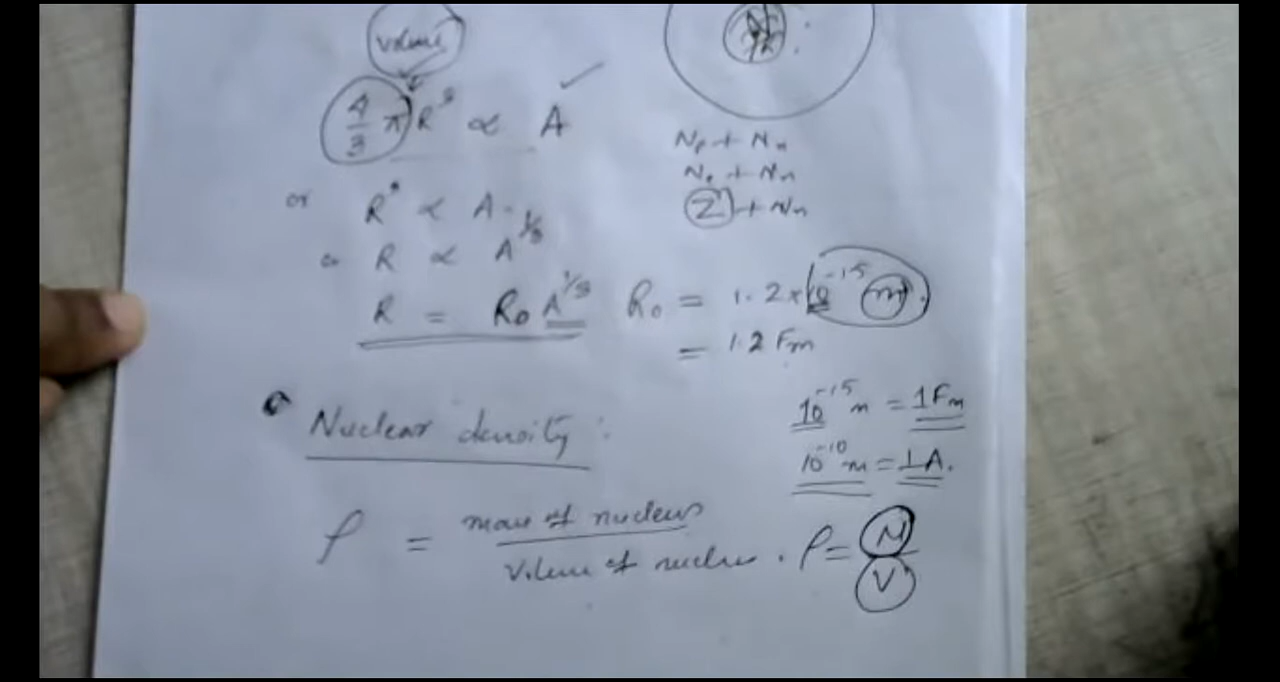 volume
4/3 π R³ ∝ A ✓
Np + Nn
Np + Nn
or R³ ∝ A
Z + Nn
or R ∝ A^1/3
R = R₀ A^1/3 R₀ = 1.2 × 10⁻¹⁵ m.
= 1.2 Fm
10⁻¹⁵ m = 1 Fm
Nuclear density :
10⁻¹⁰ m = 1 A.
ρ = mass of nucleus / Volume of nucleus . ρ = M / V